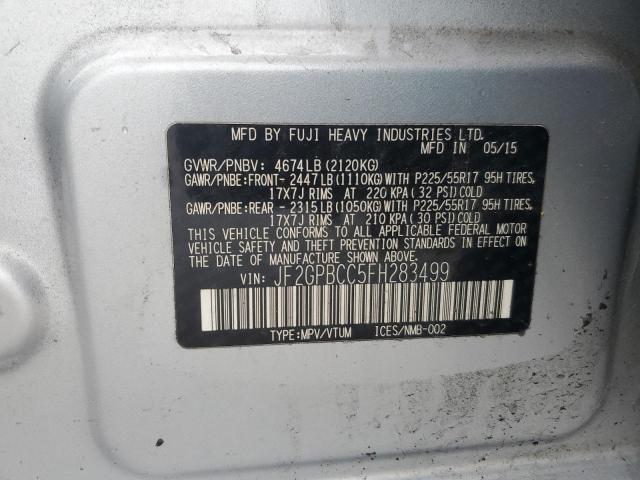 MFD BY FUJI HEAVY INDUSTRIES LTD.
MFD IN 05/15
GVWR/PNBV: 4674LB (2120KG)
GAWR/PNBE:FRONT-2447LB(1110KG)WITH P225/55R17 95H TIRES,
17X7J RIMS AT 220 KPA (32 PSI)COLD
GAWR/PNBE:REAR -2315LB(1050KG)WITH P225/55R17 95H TIRES,
17X7J RIMS AT 210 KPA (30 PSI)COLD
THIS VEHICLE CONFORMS TO ALL APPLICABLE FEDERAL MOTOR
VEHICLE SAFETY AND THEFT PREVENTION STANDARDS IN EFFECT
ON THE DATE OF MANUFACTURE SHOWN ABOVE.
VIN: JF2GPBCC5FH283499
TYPE:MPV/VTUM ICES/NMB-002